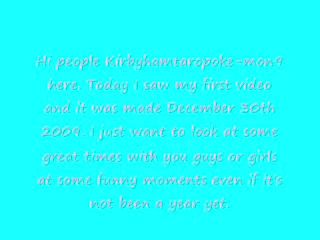 Hi people Kirbyhamtaropoke-mon9
here. Today I saw my first video
and it was made December 30th
2009. I just want to look at some
great times with you guys or girls
at some funny moments even if it's
not been a year yet.